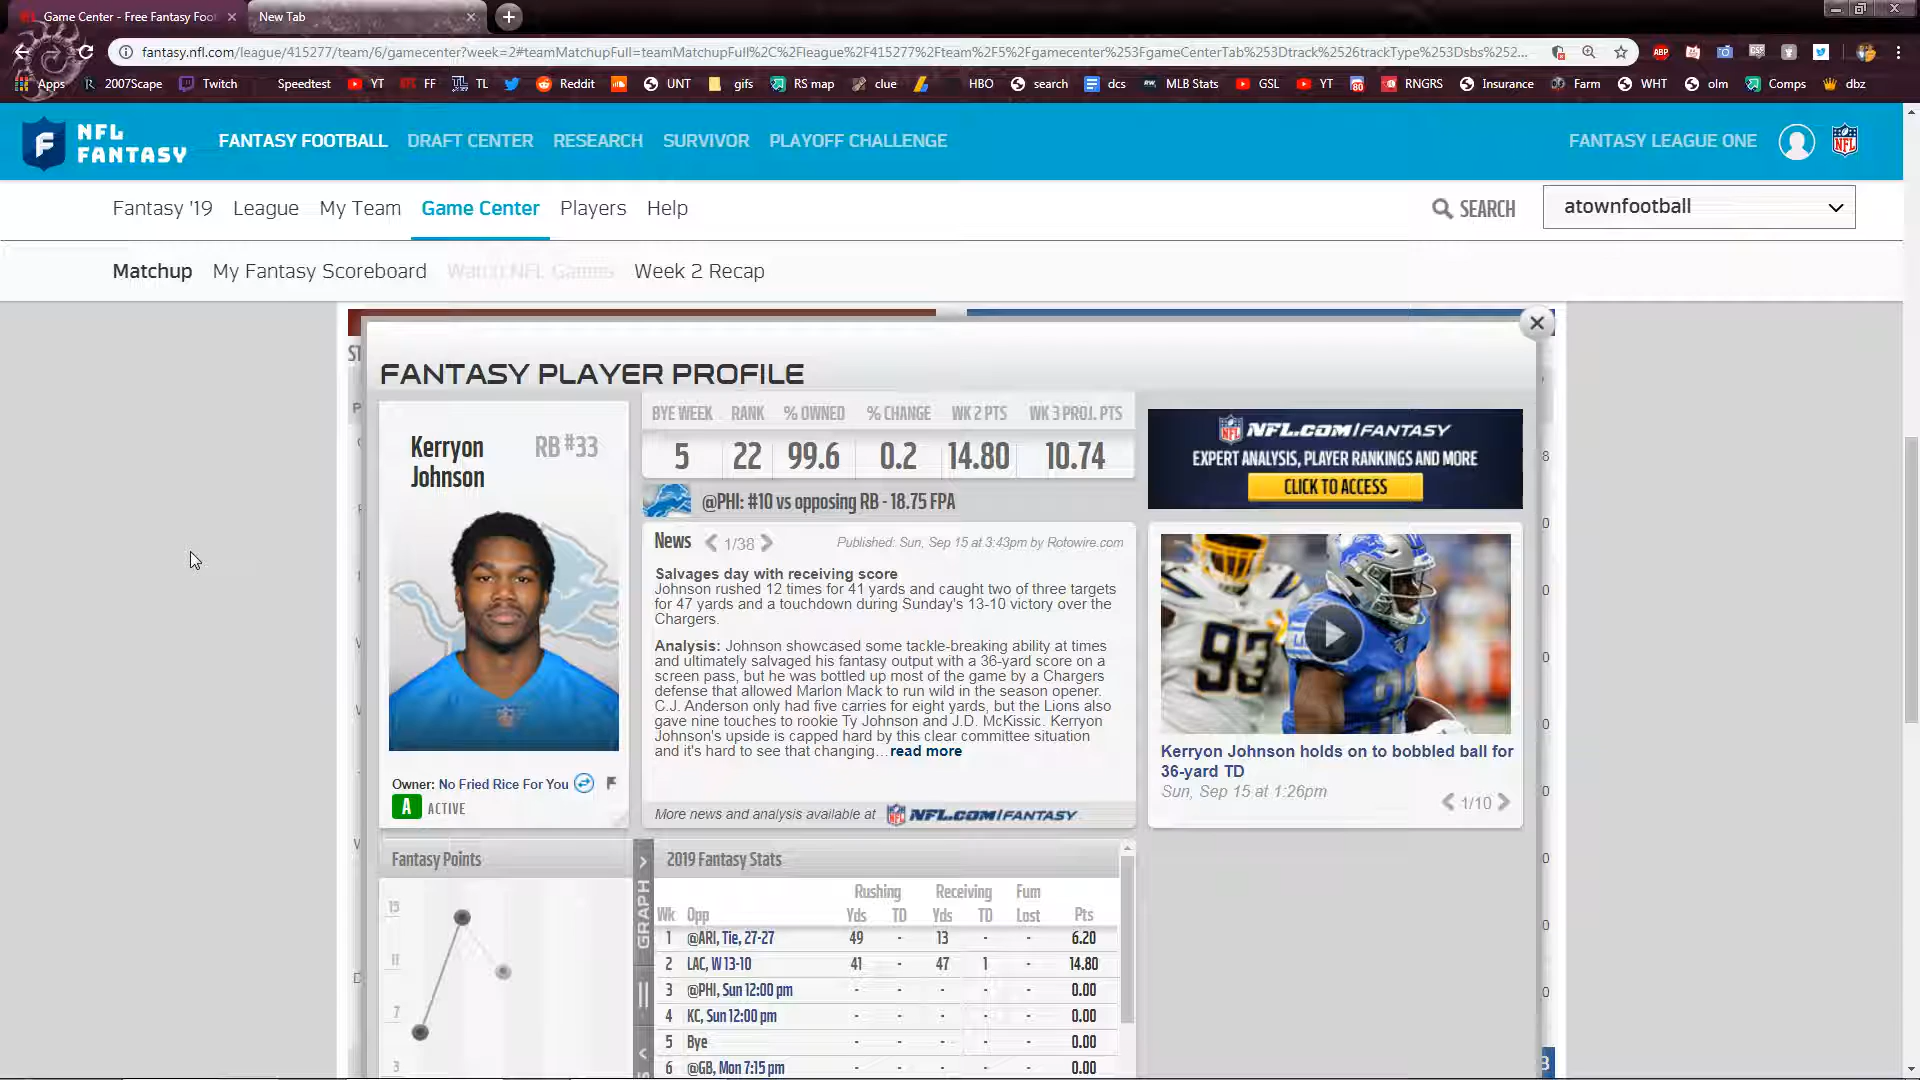 Game Center - Free Fantasy Foot
New Tab
fantasy.nfl.com/league/415277/team/6/gamecenter?week=2#teamMatchupFull=teamMatchupFull%2C%2Fleague%2F415277%2Fteam%2F5%2Fgamecenter%253FgameCenterTab%253Dtrack%2526trackType%253Dsbs%252...
Apps 2007Scape Twitch Speedtest YT FF TL Reddit UNT gifs RS map clue HBO search dcs MLB Stats GSL YT RNGRS Insurance Farm WHT olm Comps dbz
NFL FANTASY
FANTASY FOOTBALL DRAFT CENTER RESEARCH SURVIVOR PLAYOFF CHALLENGE FANTASY LEAGUE ONE
Fantasy '19 League My Team Game Center Players Help SEARCH atownfootball
Matchup My Fantasy Scoreboard Watch NFL Games Week 2 Recap
FANTASY PLAYER PROFILE
Kerryon Johnson
RB #33
BYE WEEK RANK % OWNED % CHANGE WK 2 PTS WK 3 PROJ. PTS
5 22 99.6 0.2 14.80 10.74
@PHI: #10 vs opposing RB - 18.75 FPA
NFL.COM/FANTASY
EXPERT ANALYSIS, PLAYER RANKINGS AND MORE
CLICK TO ACCESS
News 1/38 Published: Sun, Sep 15 at 3:43pm by Rotowire.com
Salvages day with receiving score
Johnson rushed 12 times for 41 yards and caught two of three targets
for 47 yards and a touchdown during Sunday's 13-10 victory over the
Chargers.
Analysis: Johnson showcased some tackle-breaking ability at times
and ultimately salvaged his fantasy output with a 36-yard score on a
screen pass, but he was bottled up most of the game by a Chargers
defense that allowed Marlon Mack to run wild in the season opener.
C.J. Anderson only had five carries for eight yards, but the Lions also
gave nine touches to rookie Ty Johnson and J.D. McKissic. Kerryon
Johnson's upside is capped hard by this clear committee situation
and it's hard to see that changing...read more
More news and analysis available at NFL.COM/FANTASY
93
Kerryon Johnson holds on to bobbled ball for
36-yard TD
Sun, Sep 15 at 1:26pm
1/10
Owner: No Fried Rice For You
A ACTIVE
Fantasy Points
15
11
7
3
GRAPH
2019 Fantasy Stats
Rushing Receiving Fum
Wk Opp Yds TD Yds TD Lost Pts
1 @ARI, Tie, 27-27 49 - 13 - - 6.20
2 LAC, W 13-10 41 - 47 1 - 14.80
3 @PHI, Sun 12:00 pm - - - - - 0.00
4 KC, Sun 12:00 pm - - - - - 0.00
5 Bye - - - - - 0.00
6 @GB, Mon 7:15 pm - - - - - 0.00